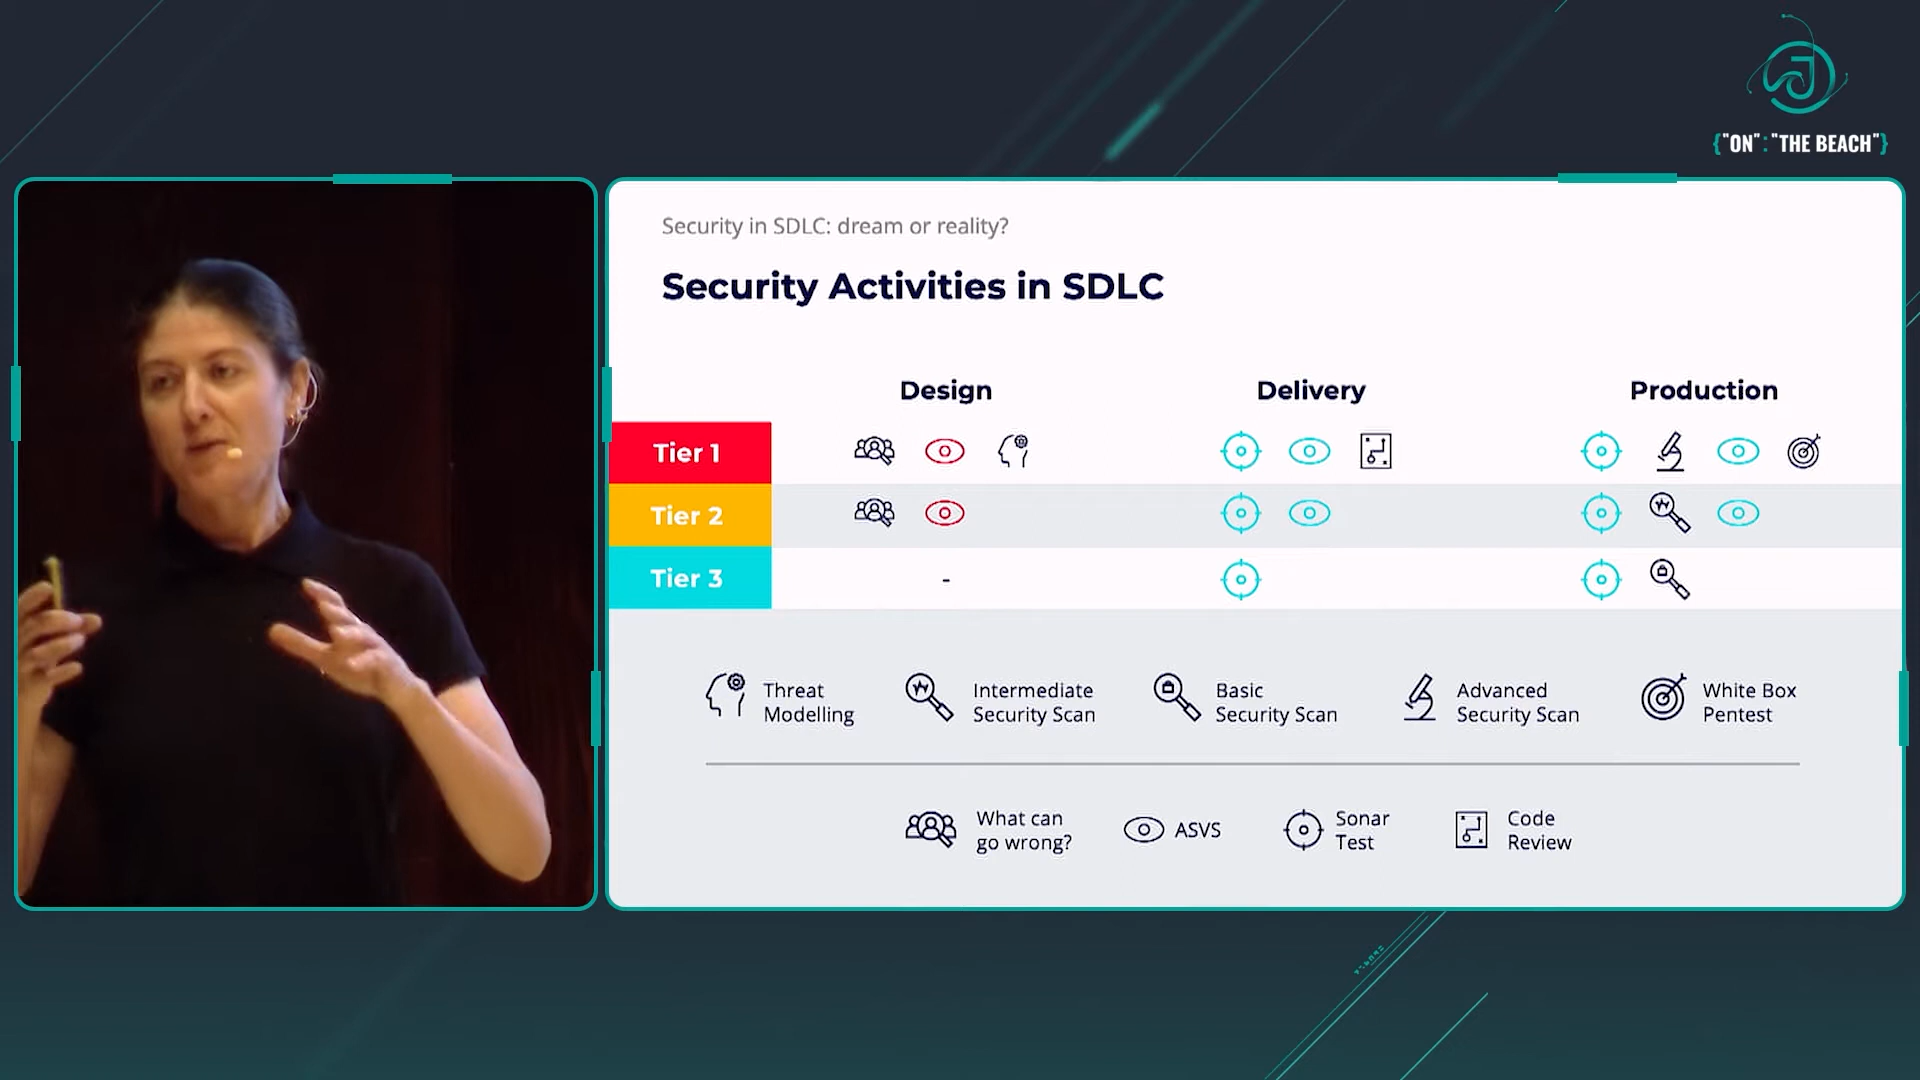 {"ON":"THE BEACH"}
Security in SDLC: dream or reality?
Security Activities in SDLC
Design
Delivery
Production
Tier 1
Tier 2
Tier 3
-
Threat
Modelling
Intermediate
Security Scan
Basic
Security Scan
Advanced
Security Scan
White Box
Pentest
What can
go wrong?
ASVS
Sonar
Test
Code
Review